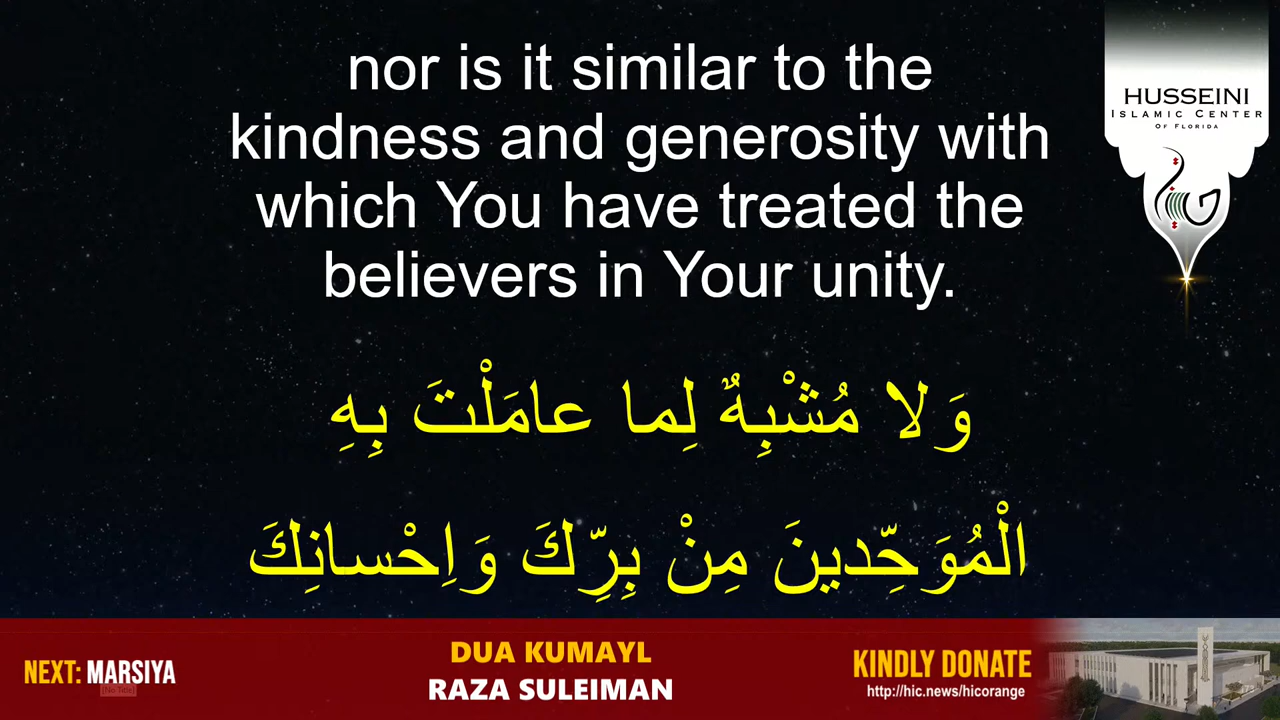 nor is it similar to the
kindness and generosity with
which You have treated the
believers in Your unity.
وَلا مُشْبِهٌ لِما عامَلْتَ بِهِ
الْمُوَحِّدينَ مِنْ بِرِّكَ وَاِحْسانِكَ
HUSSEINI
ISLAMIC CENTER
OF FLORIDA
NEXT: MARSIYA
[No Title]
DUA KUMAYL
RAZA SULEIMAN
KINDLY DONATE
http://hic.news/hicorange